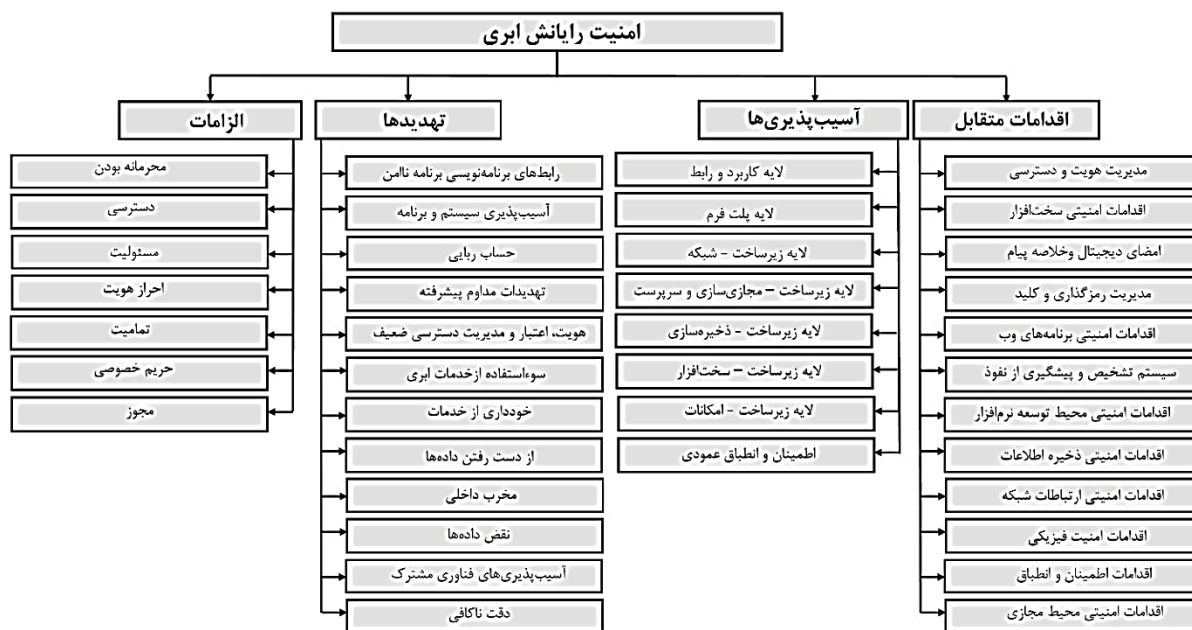 امنیت رایانش ابری
اقدامات متقابل
مدیریت هویت و دسترسی
اقدامات امنیتی سخت‌افزار
امضای دیجیتال وخلاصه پیام
مدیریت رمزگذاری و کلید
اقدامات امنیتی برنامه‌های وب
سیستم تشخیص و پیشگیری از نفوذ
اقدامات امنیتی محیط توسعه نرم‌افزار
اقدامات امنیتی ذخیره اطلاعات
اقدامات امنیتی ارتباطات شبکه
اقدامات امنیت فیزیکی
اقدامات اطمینان و انطباق
اقدامات امنیتی محیط مجازی
آسیب‌پذیری‌ها
لایه کاربرد و رابط
لایه پلت فرم
لایه زیرساخت - شبکه
لایه زیرساخت – مجازی‌سازی و سرپرست
لایه زیرساخت - ذخیره‌سازی
لایه زیرساخت – سخت‌افزار
لایه زیرساخت - امکانات
اطمینان و انطباق عمودی
تهدیدها
رابط‌های برنامه‌نویسی برنامه ناامن
آسیب‌پذیری سیستم و برنامه
حساب ربایی
تهدیدات مداوم پیشرفته
هویت، اعتبار و مدیریت دسترسی ضعیف
سوءاستفاده از خدمات ابری
خودداری از خدمات
از دست رفتن داده‌ها
مخرب داخلی
نقض داده‌ها
آسیب‌پذیری‌های فناوری مشترک
دقت ناکافی
الزامات
محرمانه بودن
دسترسی
مسئولیت
احراز هویت
تمامیت
حریم خصوصی
مجوز